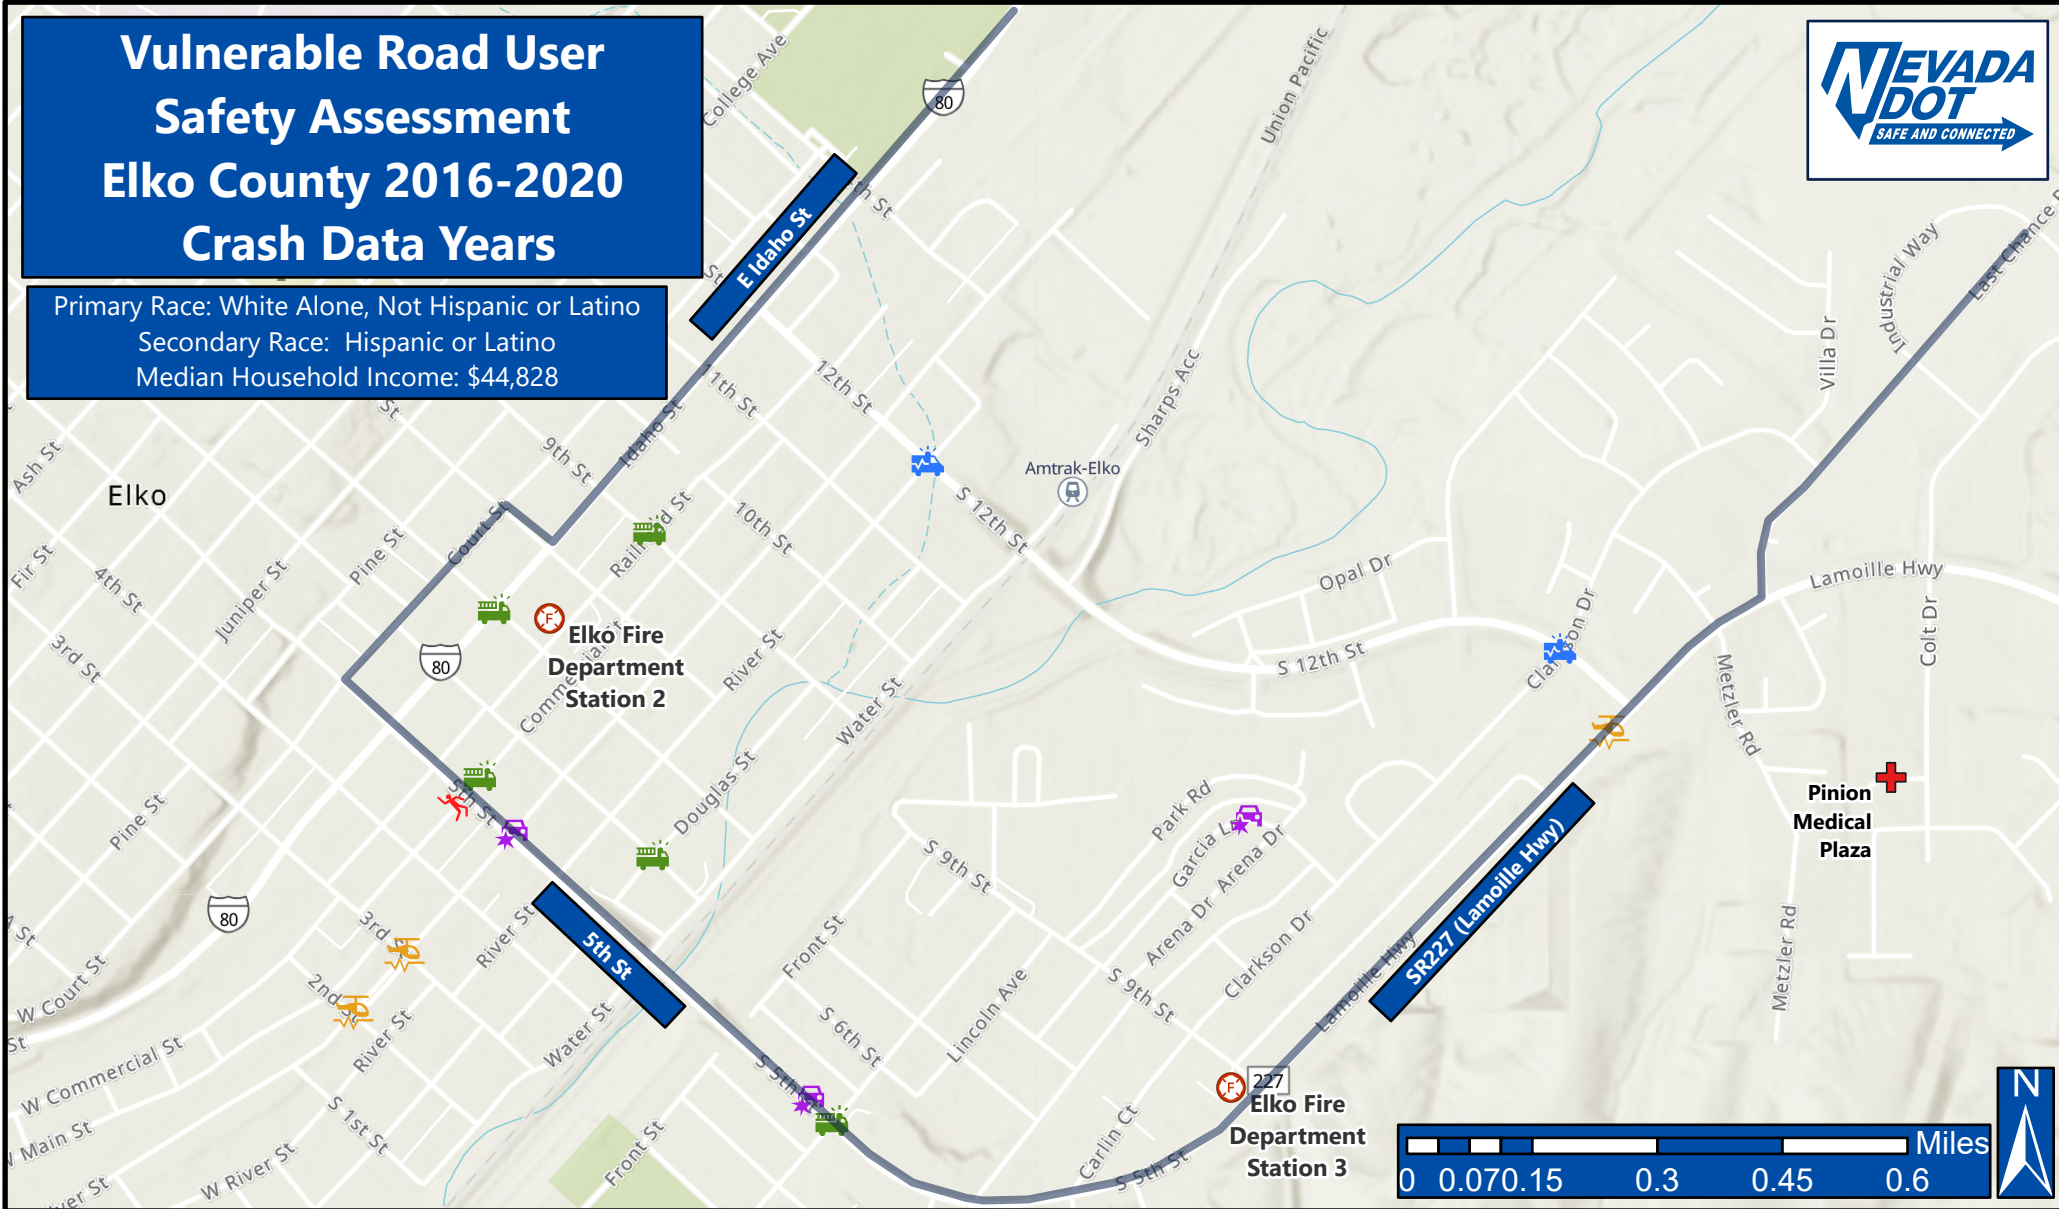 Vulnerable Road User
Safety Assessment
Elko County 2016-2020
Crash Data Years
Primary Race: White Alone, Not Hispanic or Latino
Secondary Race: Hispanic or Latino
Median Household Income: $44,828
NEVADA
DOT
SAFE AND CONNECTED
College Ave
80
Union Pacific
E Idaho St
St
Industrial Way
Last Chance
Villa Dr
Sharps Acc
12th St
11th St
Idaho St
9th St
St
Ash St
Elko
Amtrak-Elko
S 12th St
10th St
Court St
Pine St
Fir St
4th St
Juniper St
3rd St
Opal Dr
Lamoille Hwy
Colt Dr
80
Elko Fire
Department
Station 2
River St
Water St
S 12th St
Metzler Rd
5th St
Pine St
Douglas St
Park Rd
Arena Dr
Pinion
Medical
Plaza
S 9th St
SR227 (Lamoille Hwy)
80
3rd
River St
5th St
Front St
Arena Dr
Clarkson Dr
Lamoille Hwy
Metzler Rd
W Court St
St
River St
Water St
S 6th St
Lincoln Ave
S 9th St
W Commercial St
S 1st St
Main St
W River St
Front St
Carlin Ct
S 5th St
227
Elko Fire
Department
Station 3
Miles
0 0.07 0.15 0.3 0.45 0.6
N